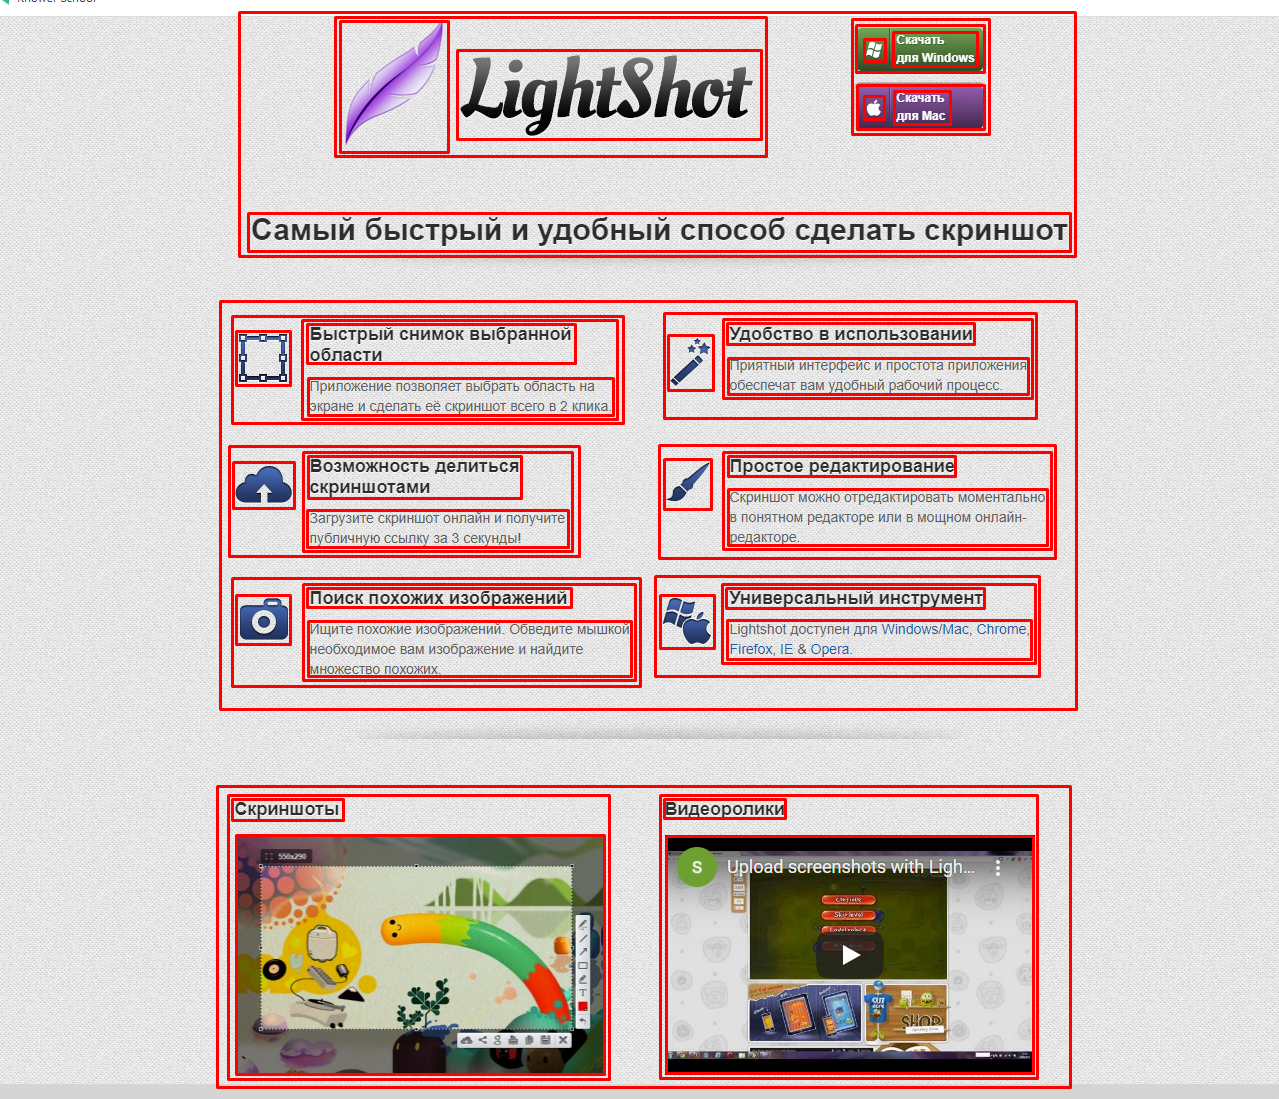 LightShot
Скачать
для Windows
Скачать
для Mac
Самый быстрый и удобный способ сделать скриншот
Быстрый снимок выбранной
области
Приложение позволяет выбрать область на
экране и сделать её скриншот всего в 2 клика.
Удобство в использовании
Приятный интерфейс и простота приложения
обеспечат вам удобный рабочий процесс.
Возможность делиться
скриншотами
Загрузите скриншот онлайн и получите
публичную ссылку за 3 секунды!
Простое редактирование
Скриншот можно отредактировать моментально
в понятном редакторе или в мощном онлайн-
редакторе.
Поиск похожих изображений
Ищите похожие изображений. Обведите мышкой
необходимое вам изображение и найдите
множество похожих.
Универсальный инструмент
Lightshot доступен для Windows/Mac, Chrome,
Firefox, IE & Opera.
Скриншоты
550x290
Видеоролики
S
Upload screenshots with Ligh...
Continue
Skip level
CUT
SHOP